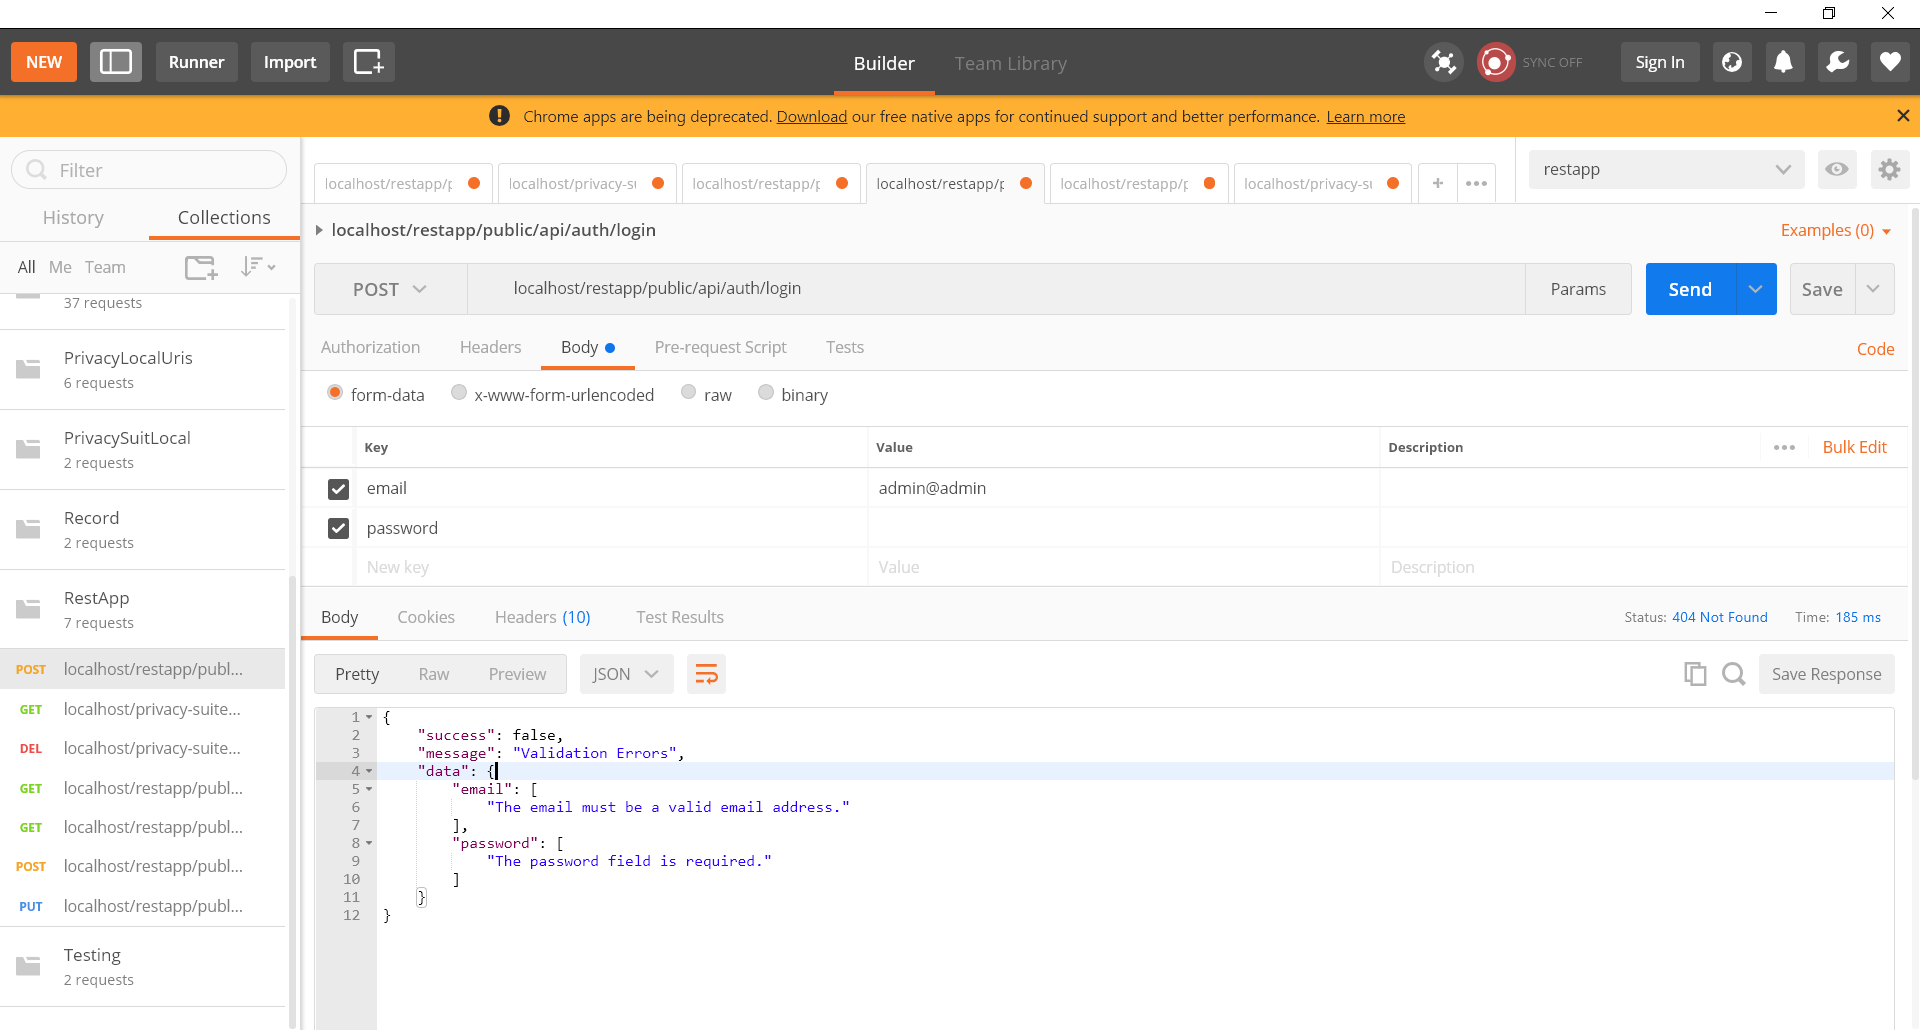 NEW Runner Import Builder Team Library SYNC OFF Sign In
Chrome apps are being deprecated. Download our free native apps for continued support and better performance. Learn more
Filter
History Collections
All Me Team
37 requests
PrivacyLocalUris
6 requests
PrivacySuitLocal
2 requests
Record
2 requests
RestApp
7 requests
POST localhost/restapp/publ...
GET localhost/privacy-suite...
DEL localhost/privacy-suite...
GET localhost/restapp/publ...
GET localhost/restapp/publ...
POST localhost/restapp/publ...
PUT localhost/restapp/publ...
Testing
2 requests
localhost/restapp/p localhost/privacy-su localhost/restapp/p localhost/restapp/p localhost/restapp/p localhost/privacy-su + ••• restapp
localhost/restapp/public/api/auth/login Examples (0)
POST localhost/restapp/public/api/auth/login Params Send Save
Authorization Headers Body Pre-request Script Tests Code
form-data x-www-form-urlencoded raw binary
Key Value Description ••• Bulk Edit
email admin@admin
password
New key Value Description
Body Cookies Headers (10) Test Results Status: 404 Not Found Time: 185 ms
Pretty Raw Preview JSON Save Response
1 {
2 "success": false,
3 "message": "Validation Errors",
4 "data": {
5 "email": [
6 "The email must be a valid email address."
7 ],
8 "password": [
9 "The password field is required."
10 ]
11 }
12 }